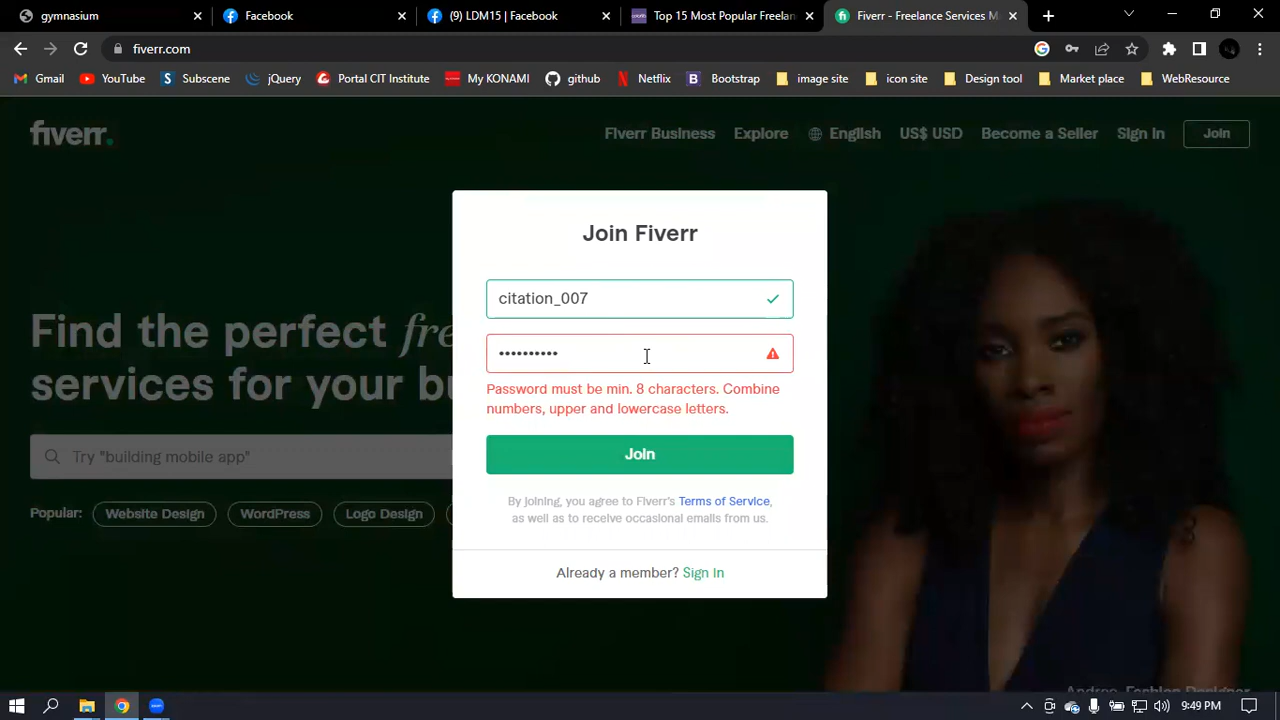 gymnasium
Facebook
(9) LDM15 | Facebook
Top 15 Most Popular Freelan
Fiverr - Freelance Services Ma
fiverr.com
Gmail
YouTube
Subscene
jQuery
Portal CIT Institute
My KONAMI
github
Netflix
Bootstrap
image site
icon site
Design tool
Market place
WebResource
fiverr.
Fiverr Business
Explore
English
US$ USD
Become a Seller
Sign In
Join
Join Fiverr
citation_007
••••••••••
Password must be min. 8 characters. Combine
numbers, upper and lowercase letters.
Join
By joining, you agree to Fiverr's Terms of Service,
as well as to receive occasional emails from us.
Already a member? Sign In
Find the perfect fre
services for your bu
Try "building mobile app"
Popular:
Website Design
WordPress
Logo Design
Andrea, Fashion Designer
9:49 PM